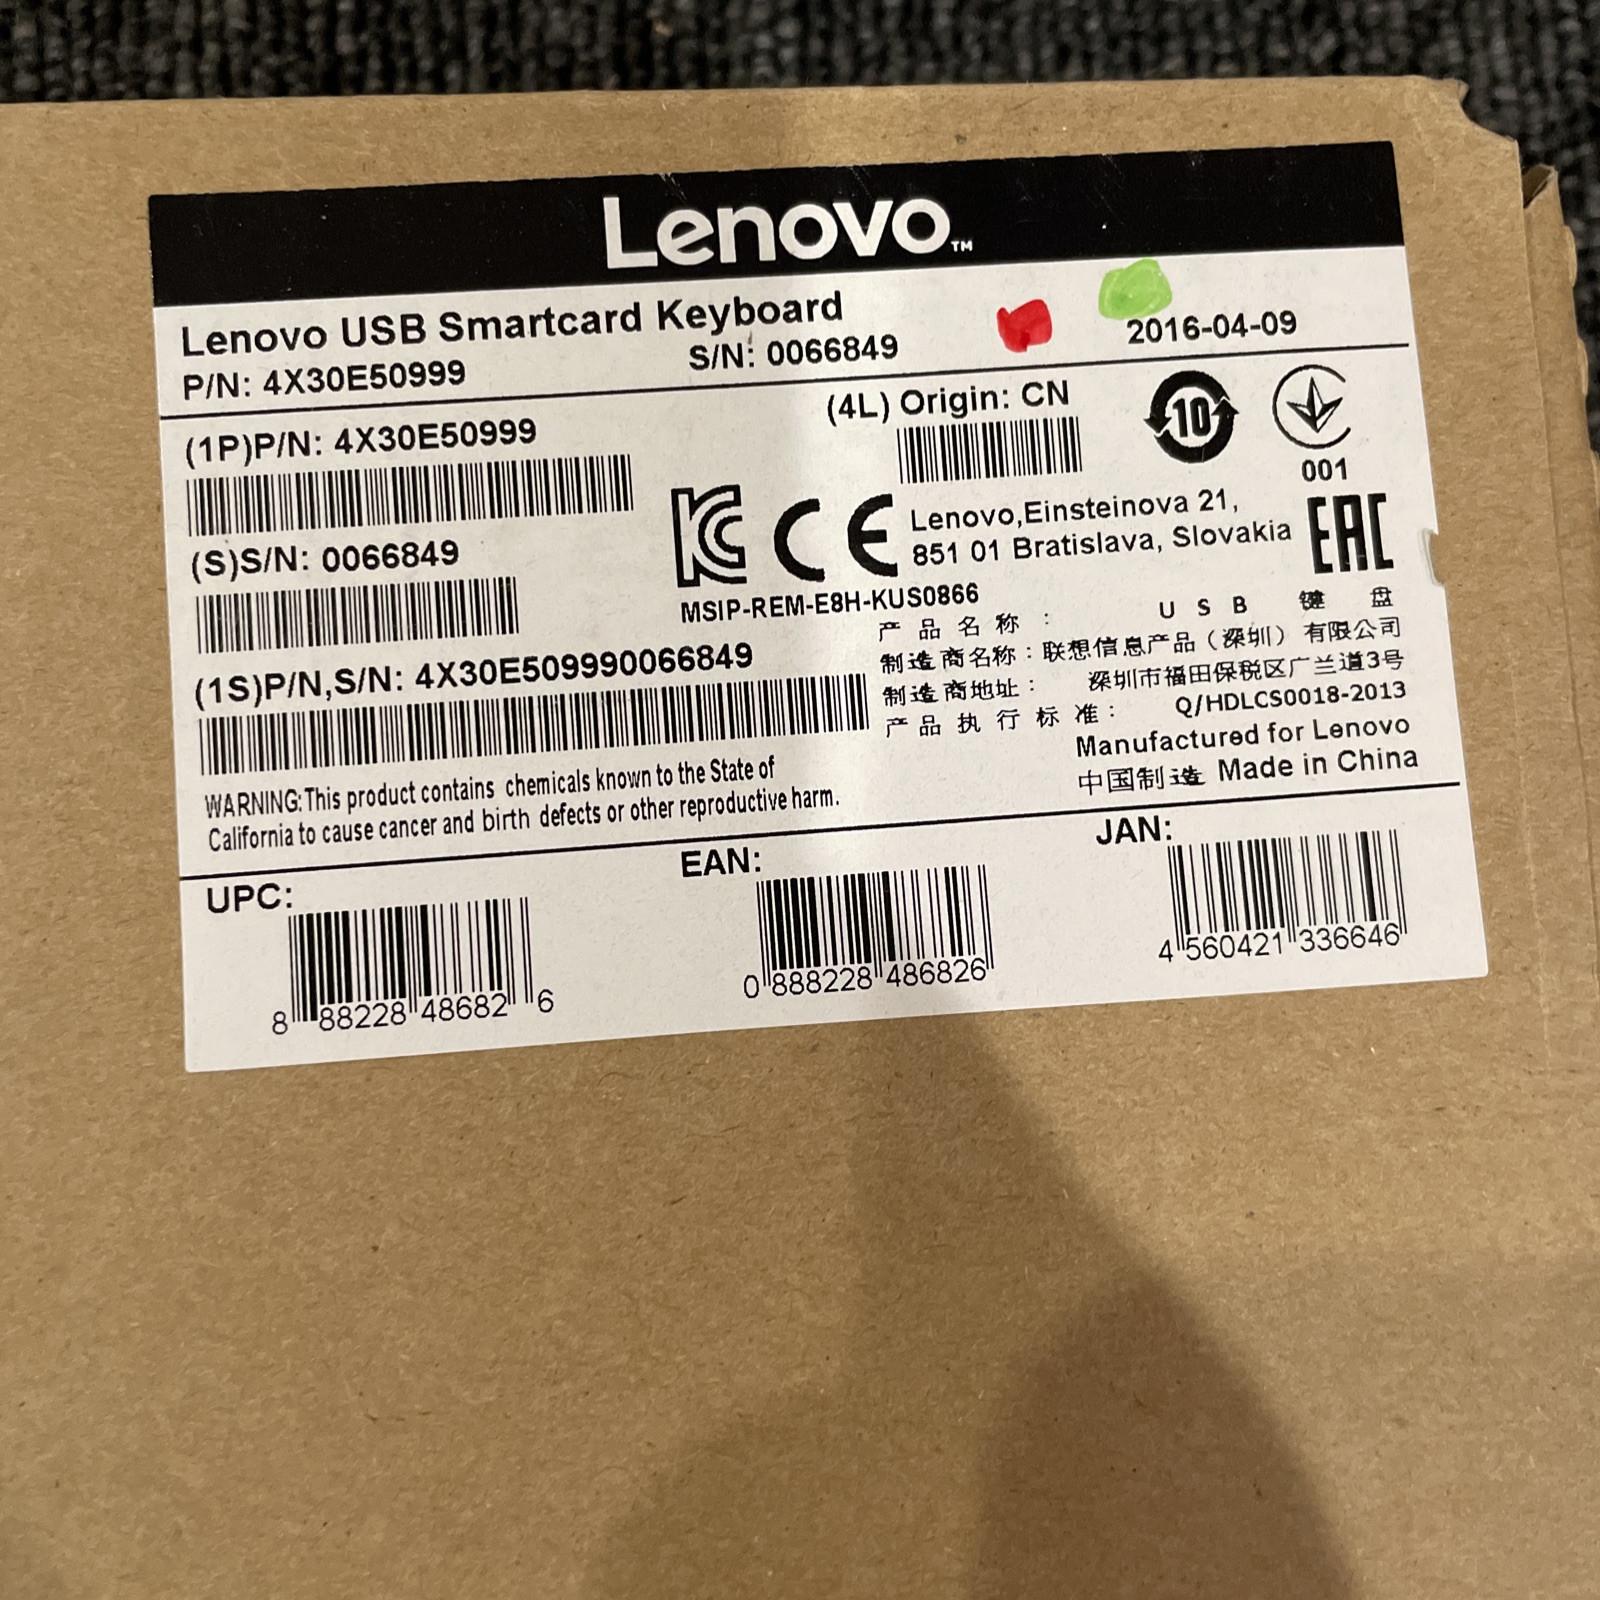 Lenovo™
Lenovo USB Smartcard Keyboard
P/N: 4X30E50999 S/N: 0066849 2016-04-09
(1P)P/N: 4X30E50999
(4L) Origin: CN
10
001
(S)S/N: 0066849
CE
Lenovo,Einsteinova 21,
851 01 Bratislava, Slovakia
EAC
MSIP-REM-E8H-KUS0866
(1S)P/N,S/N: 4X30E509990066849
产品名称: USB 键盘
制造商名称:联想信息产品(深圳)有限公司
制造商地址: 深圳市福田保税区广兰道3号
产品执行标准: Q/HDLCS0018-2013
Manufactured for Lenovo
中国制造 Made in China
WARNING:This product contains chemicals known to the State of
California to cause cancer and birth defects or other reproductive harm.
UPC:
8 88228 48682 6
EAN:
0 888228 486826
JAN:
4 560421 336646